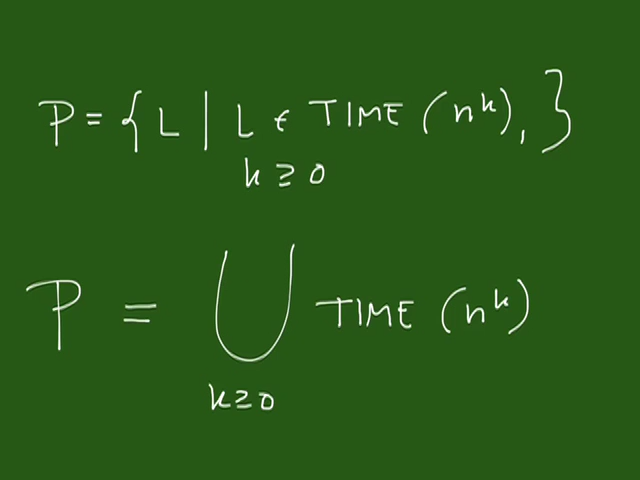 P = { L | L ∈ TIME (n^k), }
k ≥ 0
P = ⋃ TIME (n^k)
k ≥ 0